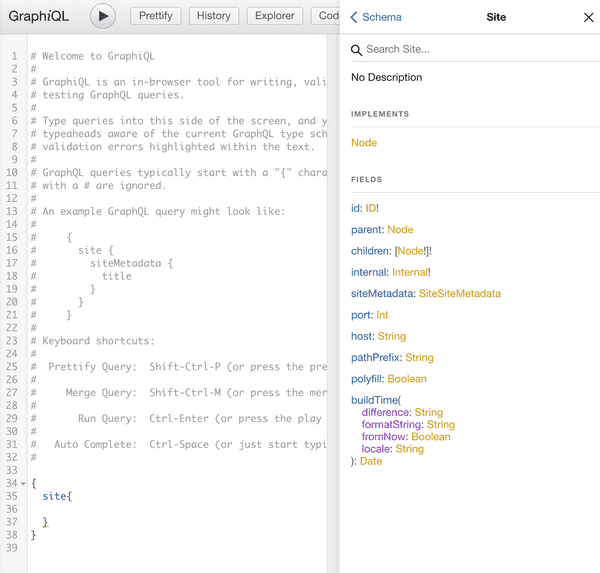 GraphiQL
Prettify
History
Explorer
1 # Welcome to GraphiQL
2 #
3 # GraphiQL is an in-browser tool for writing,
4 # testing GraphQL queries.
5 #
6 # Type queries into this side of the screen, and
7 # typeaheads aware of the current GraphQL type
8 # validation errors highlighted within the text.
9 #
10 # GraphQL queries typically start with a "{"
11 # with a # are ignored.
12 #
13 # An example GraphQL query might look like:
14 #
15 # {
16 # site {
17 # siteMetadata {
18 # title
19 # }
20 # }
21 # }
22 #
23 # Keyboard shortcuts:
24 #
25 # Prettify Query: Shift-Ctrl-P (or press the
26 #
27 # Merge Query: Shift-Ctrl-M (or press the
28 #
29 # Run Query: Ctrl-Enter (or press the play
30 #
31 # Auto Complete: Ctrl-Space (or just start
32 #
33
34 {
35 site{
36
37 }
38 }
39
Schema
Site
Search Site...
No Description
IMPLEMENTS
Node
FIELDS
id: ID!
parent: Node
children: [Node!]!
internal: Internal!
siteMetadata: SiteSiteMetadata
port: Int
host: String
pathPrefix: String
polyfill: Boolean
buildTime(
difference: String
formatString: String
fromNow: Boolean
locale: String
): Date